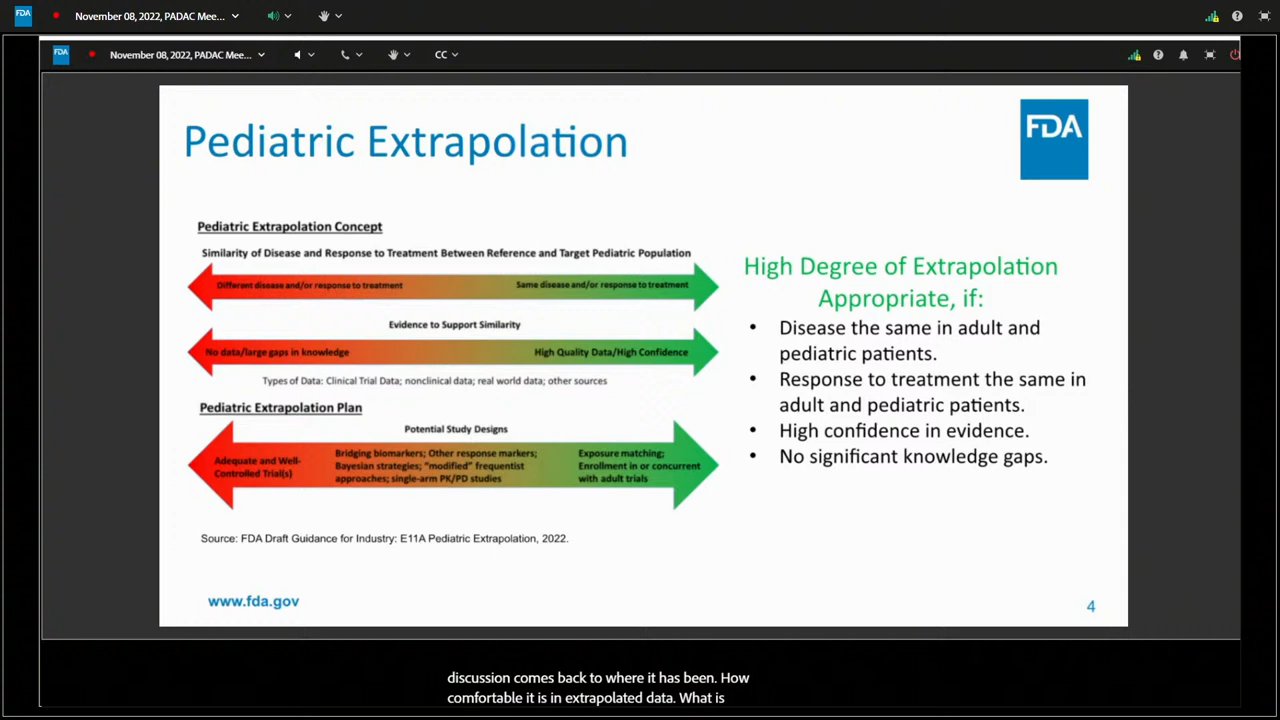 FDA
November 08, 2022, PADAC Mee...
FDA
November 08, 2022, PADAC Mee...
CC
Pediatric Extrapolation
FDA
Pediatric Extrapolation Concept
Similarity of Disease and Response to Treatment Between Reference and Target Pediatric Population
Different disease and/or response to treatment
Same disease and/or response to treatment
Evidence to Support Similarity
No data/large gaps in knowledge
High Quality Data/High Confidence
Types of Data: Clinical Trial Data; nonclinical data; real world data; other sources
Pediatric Extrapolation Plan
Potential Study Designs
Adequate and Well-
Controlled Trial(s)
Bridging biomarkers; Other response markers;
Bayesian strategies; “modified” frequentist
approaches; single-arm PK/PD studies
Exposure matching;
Enrollment in or concurrent
with adult trials
Source: FDA Draft Guidance for Industry: E11A Pediatric Extrapolation, 2022.
High Degree of Extrapolation
Appropriate, if:
• Disease the same in adult and
pediatric patients.
• Response to treatment the same in
adult and pediatric patients.
• High confidence in evidence.
• No significant knowledge gaps.
www.fda.gov
4
discussion comes back to where it has been. How
comfortable it is in extrapolated data. What is